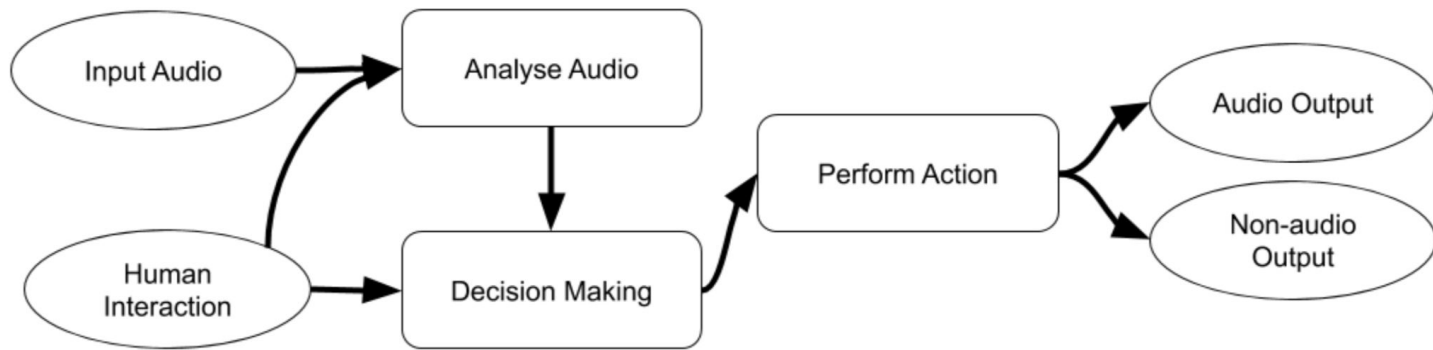 Input Audio
Analyse Audio
Human
Interaction
Decision Making
Perform Action
Audio Output
Non-audio
Output